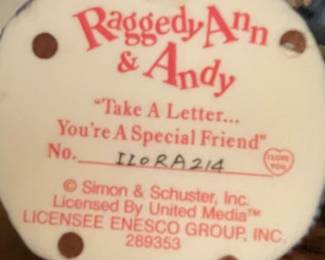 Raggedy Ann
& Andy
"Take A Letter...
You're A Special Friend"
No. ILORA214
I LOVE
YOU
© Simon & Schuster, Inc.
Licensed By United Media™
LICENSEE ENESCO GROUP, INC.
289353